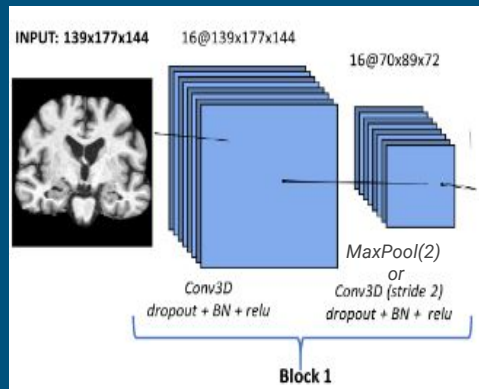 INPUT: 139x177x144
16@139x177x144
16@70x89x72
MaxPool(2)
or
Conv3D
dropout + BN + relu
Conv3D (stride 2)
dropout + BN + relu
Block 1